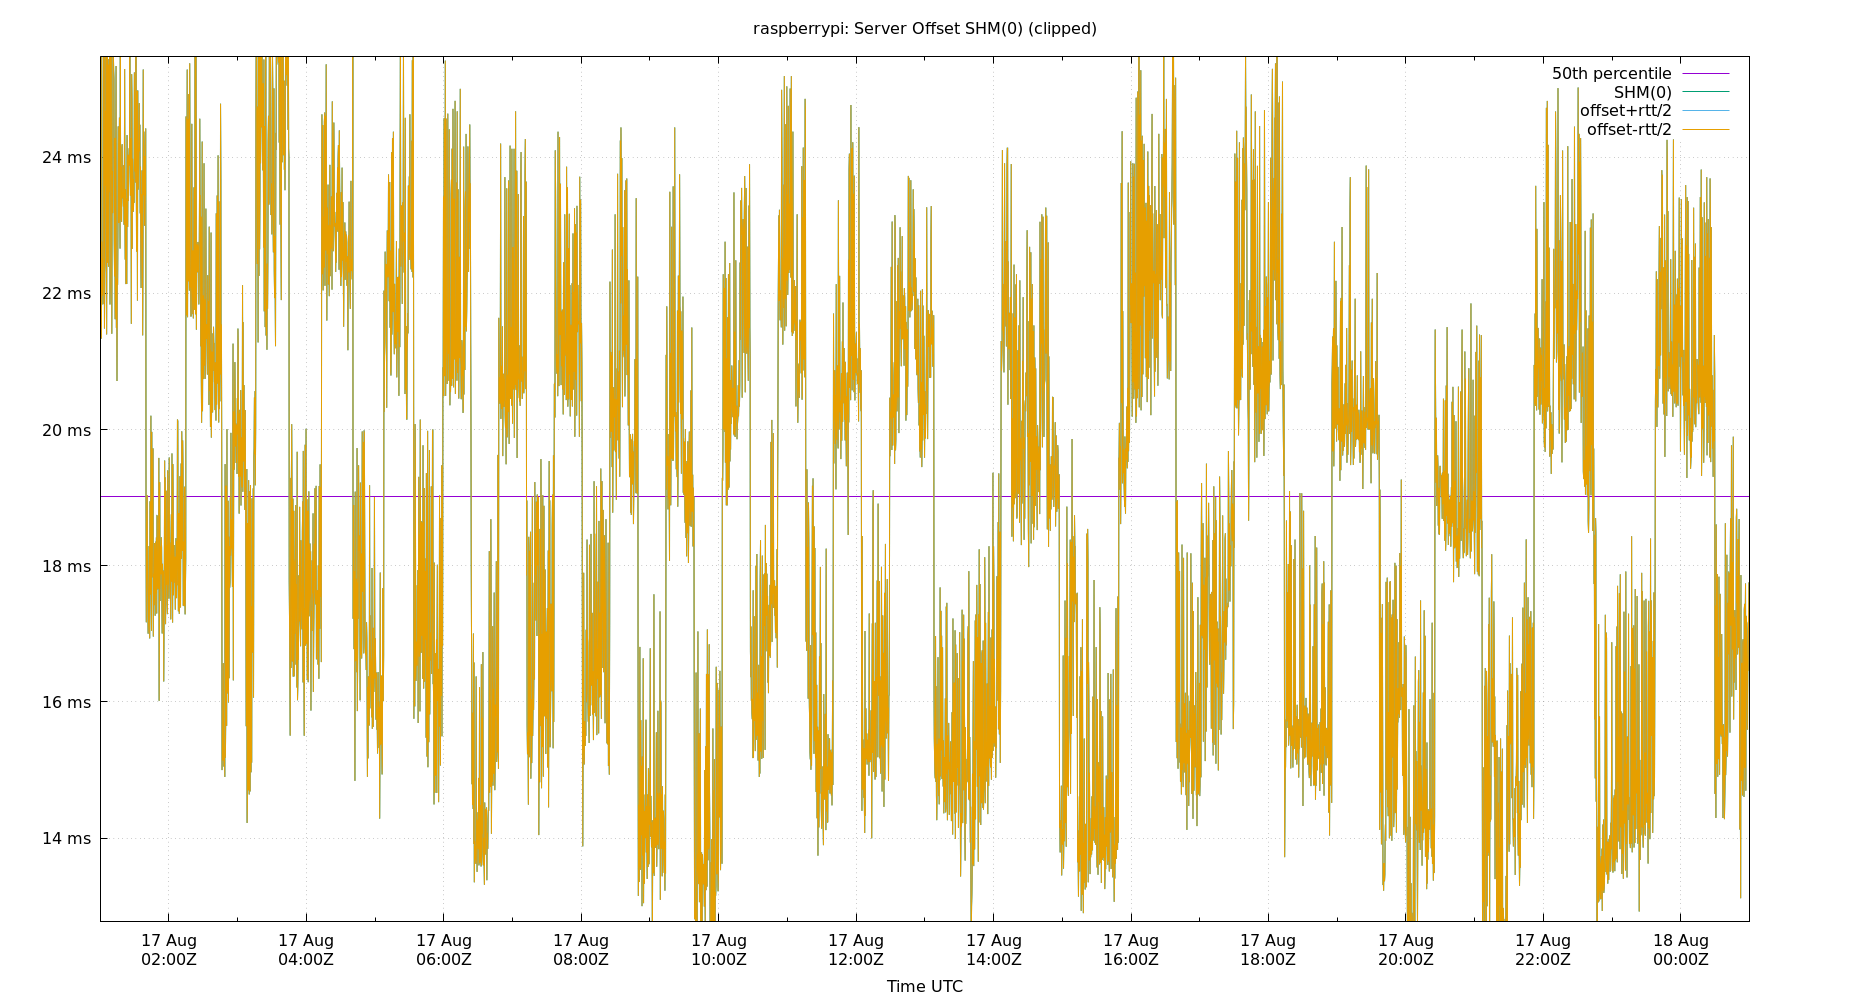 raspberrypi: Server Offset SHM(0) (clipped)
50th percentile
SHM(0)
offset+rtt/2
offset-rtt/2
24 ms
22 ms
20 ms
18 ms
16 ms
14 ms
17 Aug 17 Aug 17 Aug 17 Aug 17 Aug 17 Aug 17 Aug 17 Aug 17 Aug 17 Aug 17 Aug 18 Aug
02:00Z 04:00Z 06:00Z 08:00Z 10:00Z 12:00Z 14:00Z 16:00Z 18:00Z 20:00Z 22:00Z 00:00Z
Time UTC